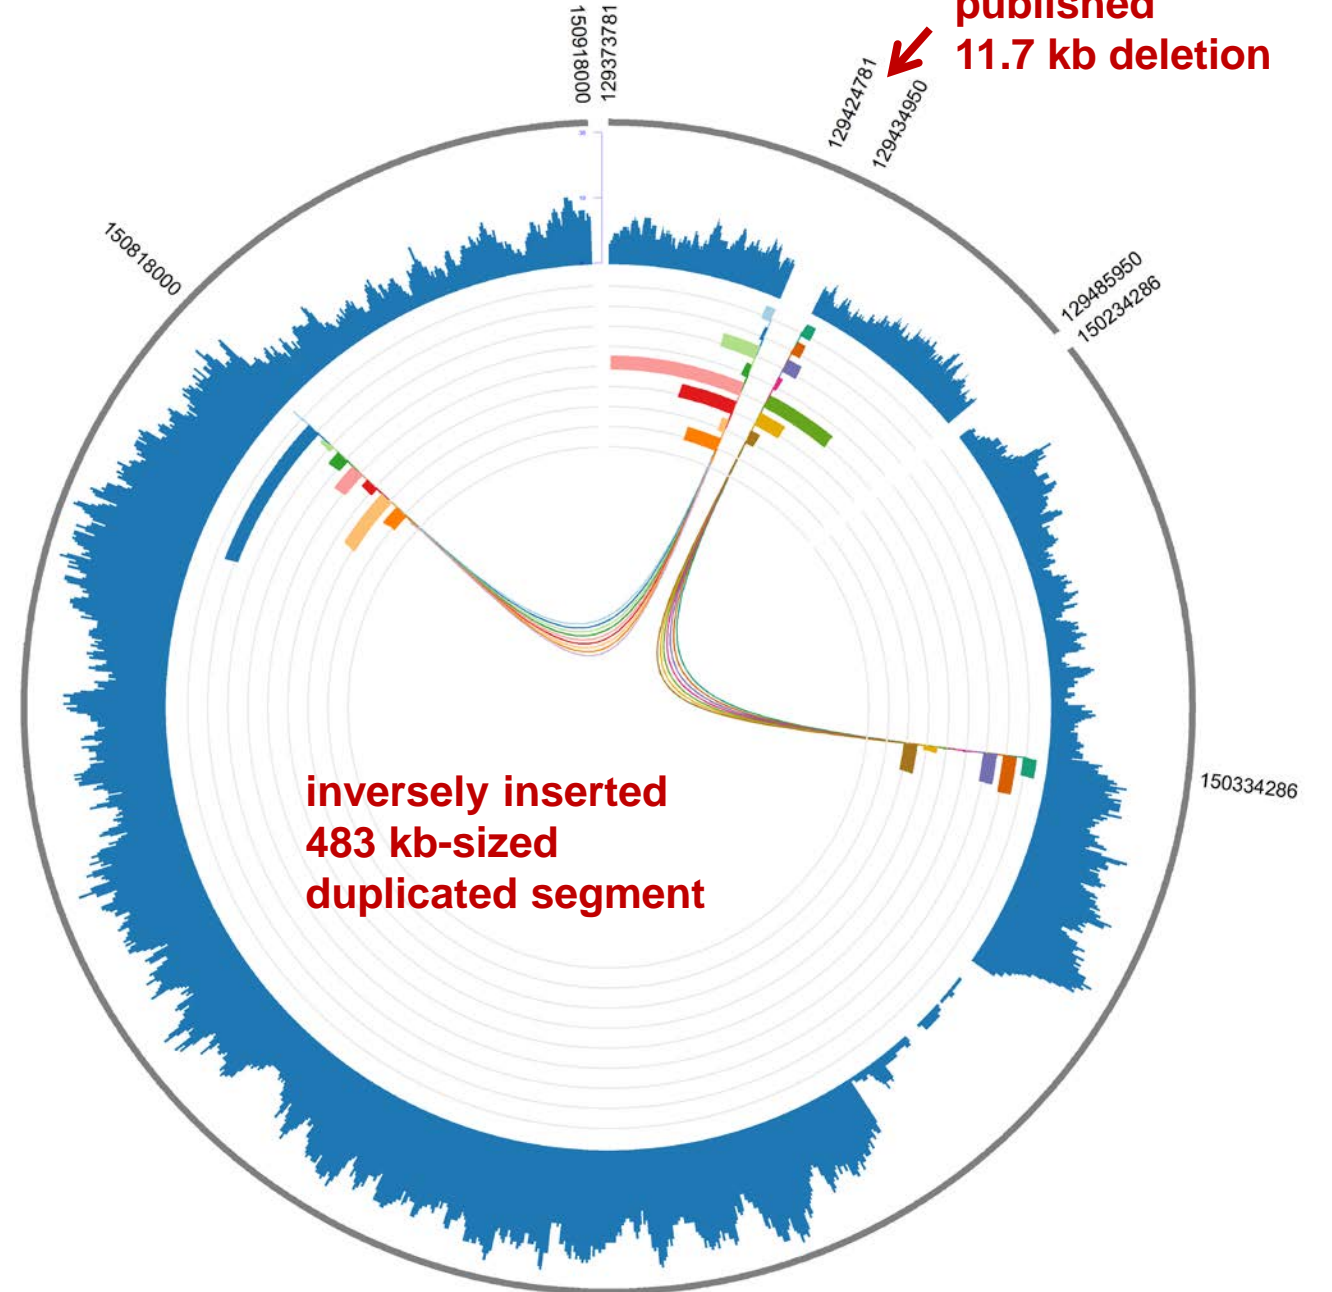 published
11.7 kb deletion
150918000
129373781
129424781
129434950
129485950
150234286
150818000
150334286
inversely inserted
483 kb-sized
duplicated segment